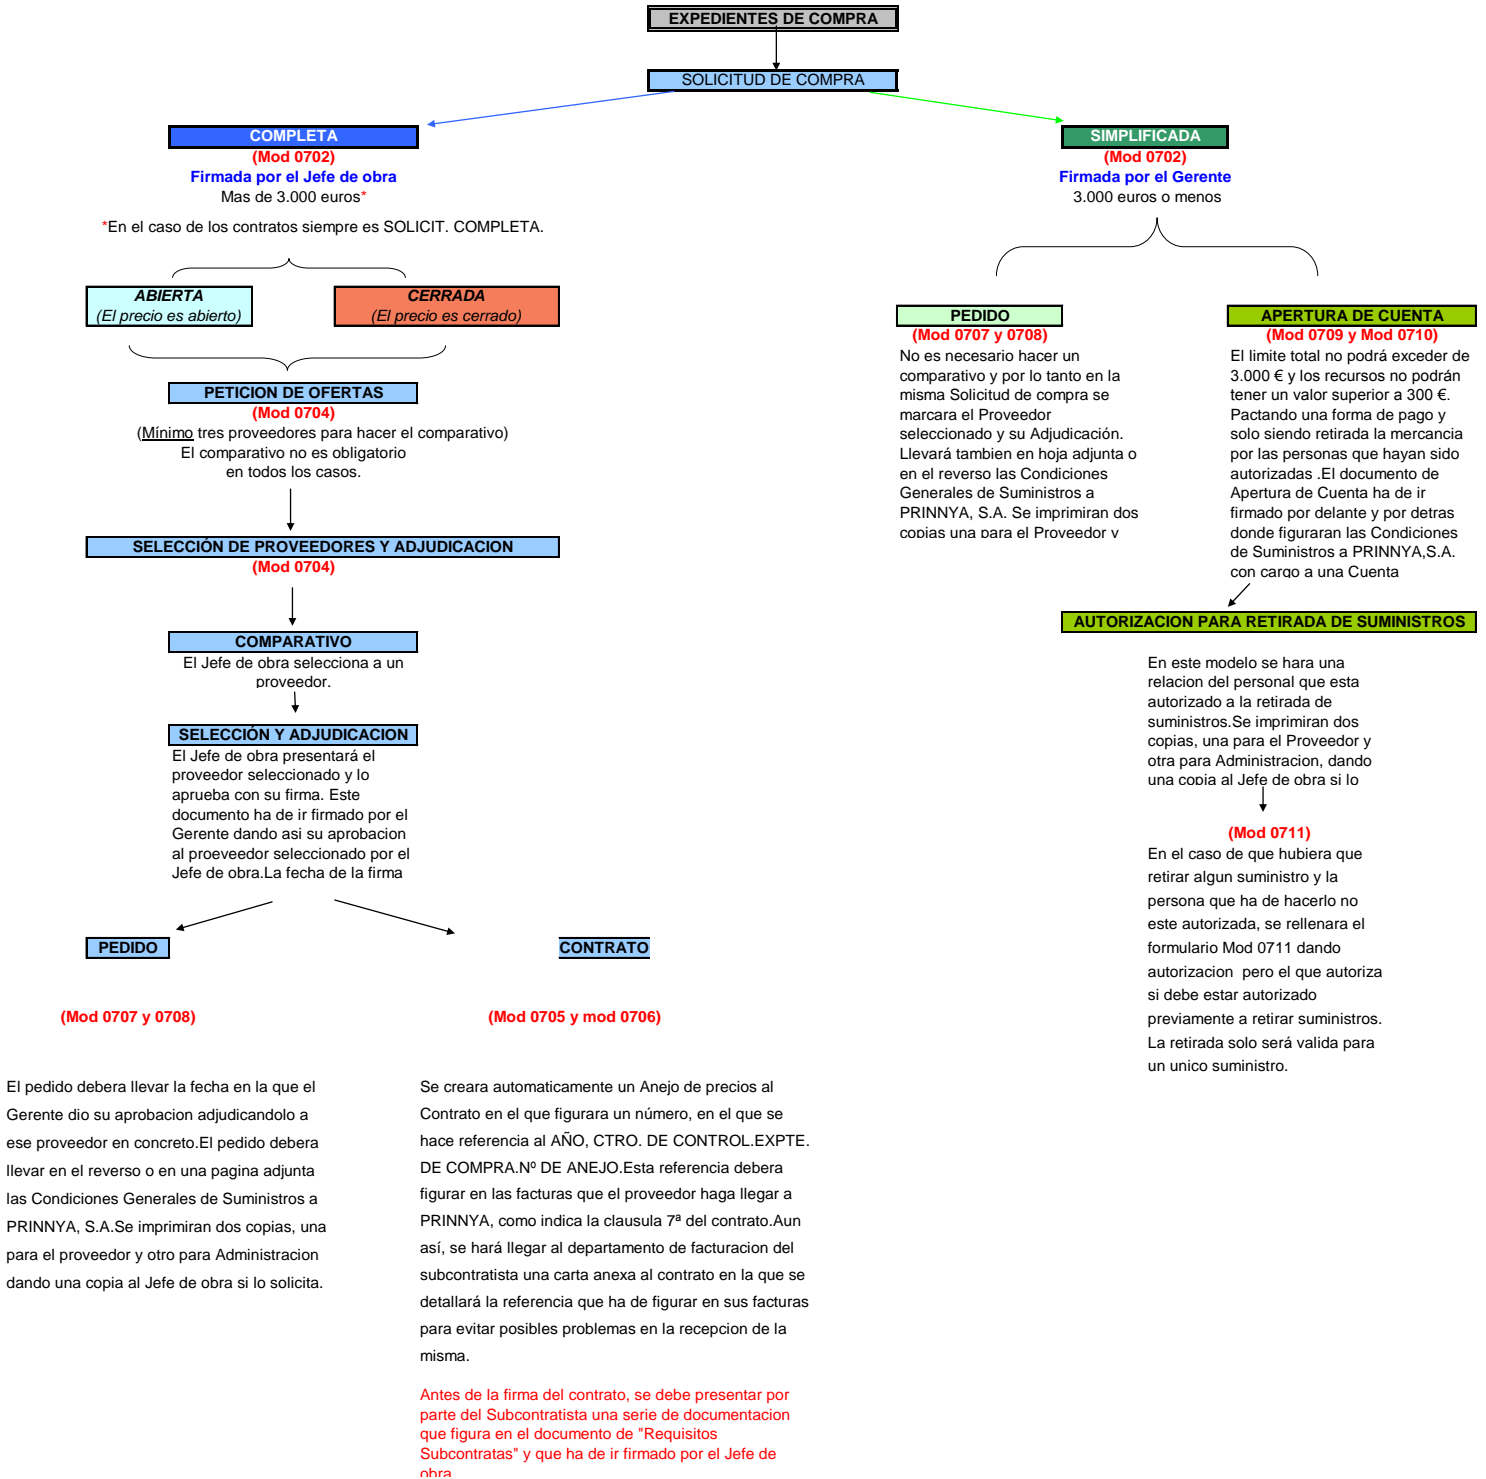 EXPEDIENTES DE COMPRA
SOLICITUD DE COMPRA
COMPLETA
(Mod 0702)
Firmada por el Jefe de obra
Mas de 3.000 euros*
*En el caso de los contratos siempre es SOLICIT. COMPLETA.
ABIERTA
(El precio es abierto)
CERRADA
(El precio es cerrado)
PETICION DE OFERTAS
(Mod 0704)
(Mínimo tres proveedores para hacer el comparativo)
El comparativo no es obligatorio
en todos los casos.
SELECCIÓN DE PROVEEDORES Y ADJUDICACION
(Mod 0704)
COMPARATIVO
El Jefe de obra selecciona a un
proveedor.
SELECCIÓN Y ADJUDICACION
El Jefe de obra presentará el
proveedor seleccionado y lo
aprueba con su firma. Este
documento ha de ir firmado por el
Gerente dando asi su aprobacion
al proeveedor seleccionado por el
Jefe de obra.La fecha de la firma
PEDIDO
(Mod 0707 y 0708)
El pedido debera llevar la fecha en la que el
Gerente dio su aprobacion adjudicandolo a
ese proveedor en concreto.El pedido debera
llevar en el reverso o en una pagina adjunta
las Condiciones Generales de Suministros a
PRINNYA, S.A.Se imprimiran dos copias, una
para el proveedor y otro para Administracion
dando una copia al Jefe de obra si lo solicita.
CONTRATO
(Mod 0705 y mod 0706)
Se creara automaticamente un Anejo de precios al
Contrato en el que figurara un número, en el que se
hace referencia al AÑO, CTRO. DE CONTROL.EXPTE.
DE COMPRA.Nº DE ANEJO.Esta referencia debera
figurar en las facturas que el proveedor haga llegar a
PRINNYA, como indica la clausula 7ª del contrato.Aun
así, se hará llegar al departamento de facturacion del
subcontratista una carta anexa al contrato en la que se
detallará la referencia que ha de figurar en sus facturas
para evitar posibles problemas en la recepcion de la
misma.
Antes de la firma del contrato, se debe presentar por
parte del Subcontratista una serie de documentacion
que figura en el documento de "Requisitos
Subcontratas" y que ha de ir firmado por el Jefe de
obra
SIMPLIFICADA
(Mod 0702)
Firmada por el Gerente
3.000 euros o menos
PEDIDO
(Mod 0707 y 0708)
No es necesario hacer un
comparativo y por lo tanto en la
misma Solicitud de compra se
marcara el Proveedor
seleccionado y su Adjudicación.
Llevará tambien en hoja adjunta o
en el reverso las Condiciones
Generales de Suministros a
PRINNYA, S.A. Se imprimiran dos
copias una para el Proveedor y
APERTURA DE CUENTA
(Mod 0709 y Mod 0710)
El limite total no podrá exceder de
3.000 € y los recursos no podrán
tener un valor superior a 300 €.
Pactando una forma de pago y
solo siendo retirada la mercancia
por las personas que hayan sido
autorizadas .El documento de
Apertura de Cuenta ha de ir
firmado por delante y por detras
donde figuraran las Condiciones
de Suministros a PRINNYA,S.A.
con cargo a una Cuenta
AUTORIZACION PARA RETIRADA DE SUMINISTROS
En este modelo se hara una
relacion del personal que esta
autorizado a la retirada de
suministros.Se imprimiran dos
copias, una para el Proveedor y
otra para Administracion, dando
una copia al Jefe de obra si lo
(Mod 0711)
En el caso de que hubiera que
retirar algun suministro y la
persona que ha de hacerlo no
este autorizada, se rellenara el
formulario Mod 0711 dando
autorizacion  pero el que autoriza
si debe estar autorizado
previamente a retirar suministros.
La retirada solo será valida para
un unico suministro.